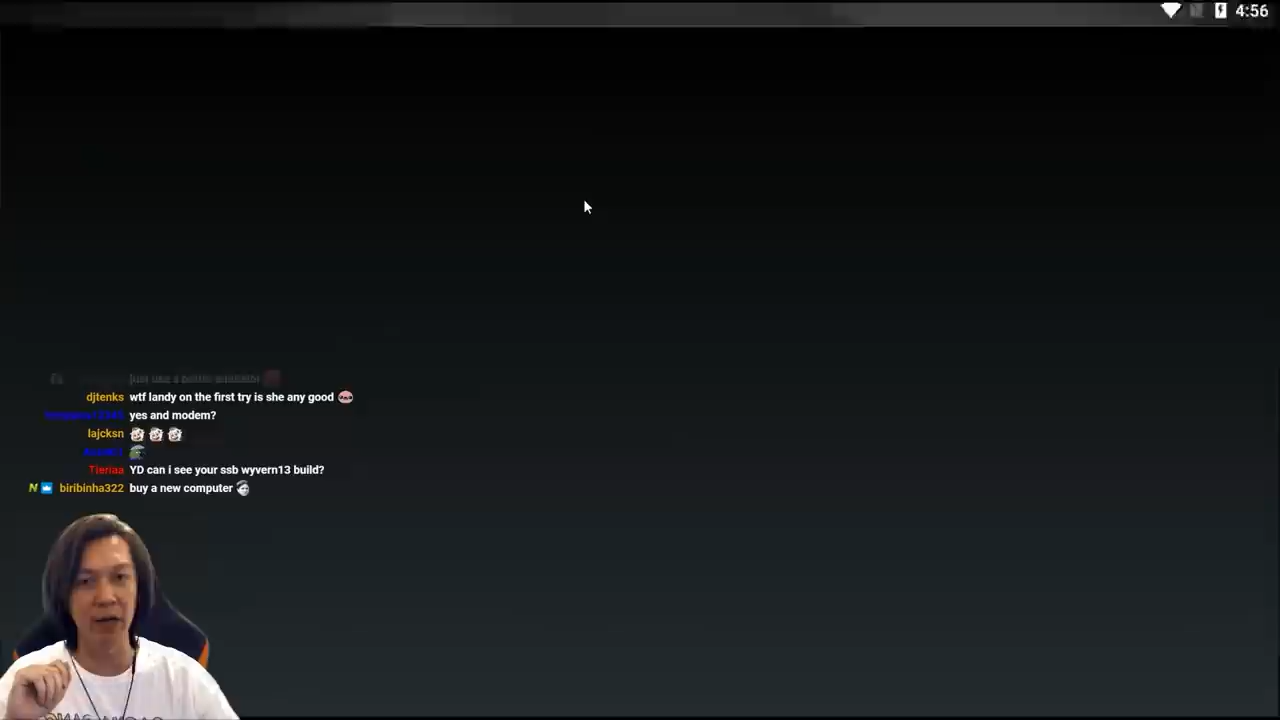 4:56
djtenks wtf landy on the first try is she any good
yes and modem?
lajcksn
Tieriaa YD can i see your ssb wyvern13 build?
N biribinha322 buy a new computer